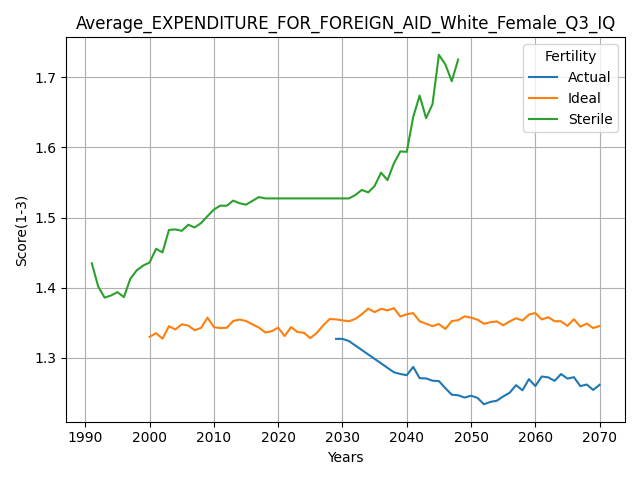 Average_EXPENDITURE_FOR_FOREIGN_AID_White_Female_Q3_IQ
Fertility
Actual
Ideal
Sterile
Score(1-3)
1.7
1.6
1.5
1.4
1.3
1990 2000 2010 2020 2030 2040 2050 2060 2070
Years